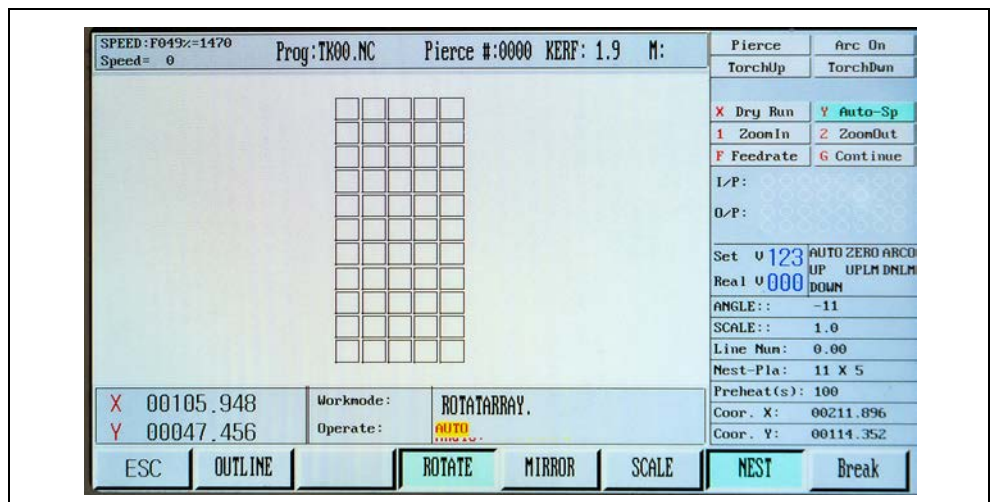 SPEED:F049%=1470
Speed= 0
Prog:TK00.NC Pierce #:0000 KERF: 1.9 M:
Pierce Arc On
TorchUp TorchDwn
X Dry Run Y Auto-Sp
1 ZoomIn 2 ZoomOut
F Feedrate G Continue
I/P:
O/P:
Set V 123 AUTO ZERO ARCO
UP UPLM DNLM
Real V 000 DOWN
ANGLE:: -11
SCALE:: 1.0
Line Num: 0.00
Nest-Pla: 11 X 5
Preheat(s): 100
Coor. X: 00211.896
Coor. Y: 00114.352
X 00105.948
Y 00047.456
Workmode: ROTATARRAY.
Operate: AUTO
ESC OUTLINE ROTATE MIRROR SCALE NEST Break